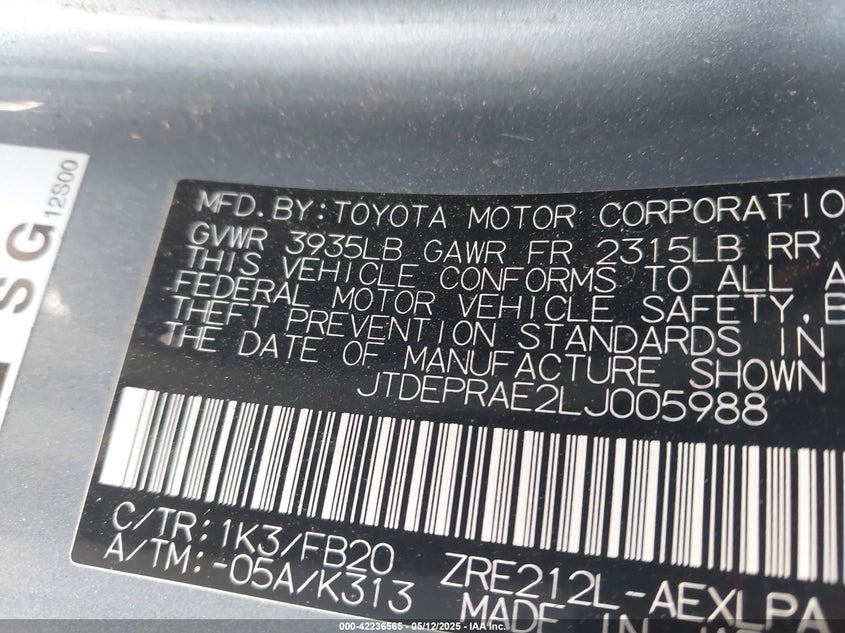 SG
12S00
MFD.BY:TOYOTA MOTOR CORPORATIO
GVWR 3935LB GAWR FR 2315LB RR
THIS VEHICLE CONFORMS TO ALL A
FEDERAL MOTOR VEHICLE SAFETY,B
THEFT PREVENTION STANDARDS IN
THE DATE OF MANUFACTURE SHOWN
JTDEPRAE2LJ005988
C/TR:1K3/FB20
A/TM:-05A/K313
ZRE212L-AEXLPA
MADE IN
000-42236565 - 05/12/2025 - IAA Inc.